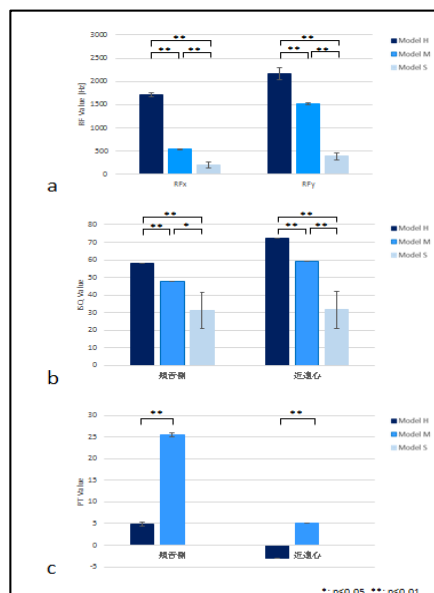 ** 
** **
**
** **
3000
2500
2000
1500
1000
500
0
RF Value [Hz]
RFx RFy
Model H
Model M
Model S
a
**
** *
**
** **
80
70
60
50
40
30
20
10
0
ISQ Value
頬舌側 近遠心
Model H
Model M
Model S
b
** **
30
25
20
15
10
5
0
-5
PT Value
頬舌側 近遠心
Model H
Model M
Model S
c
*: p<0.05 **: p<0.01